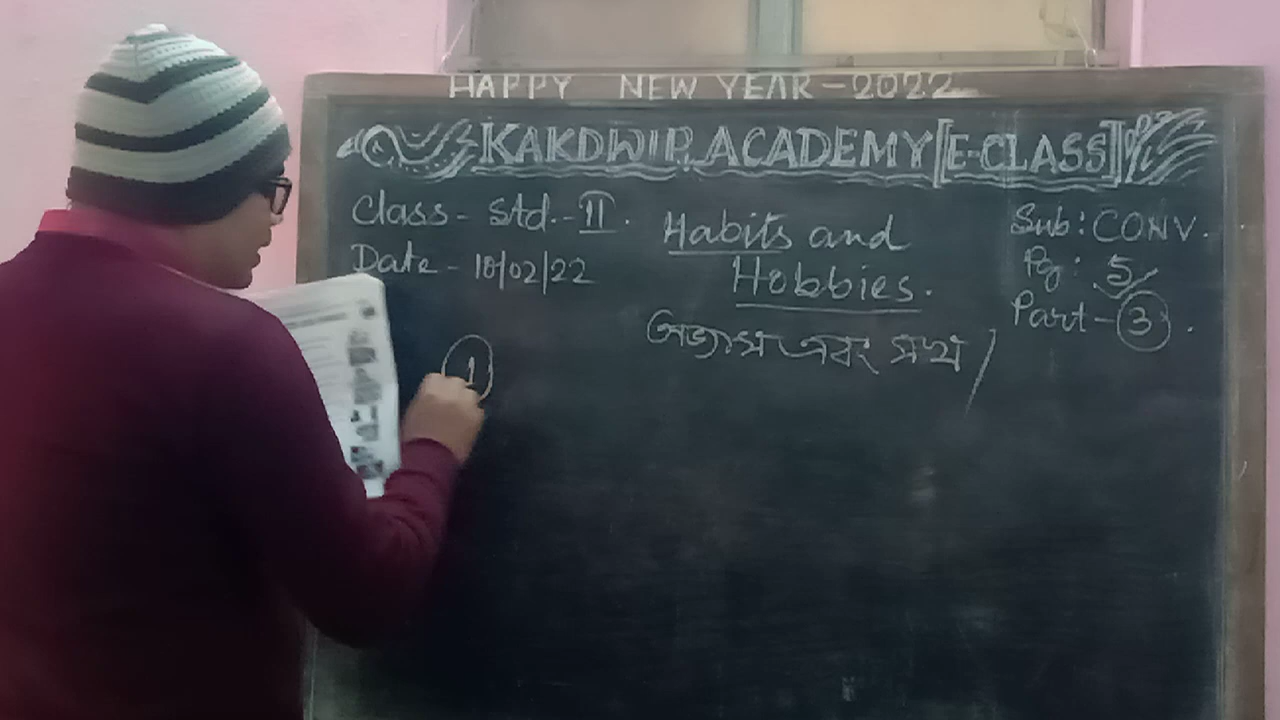 HAPPY NEW YEAR-2022
KAKDWIP ACADEMY [E-CLASS]
Class - Std.- II.
Date - 10/02/22
Habits and
Hobbies.
অভ্যাস এবং সখ
Sub: CONV.
Pg: 5
Part-3.
1